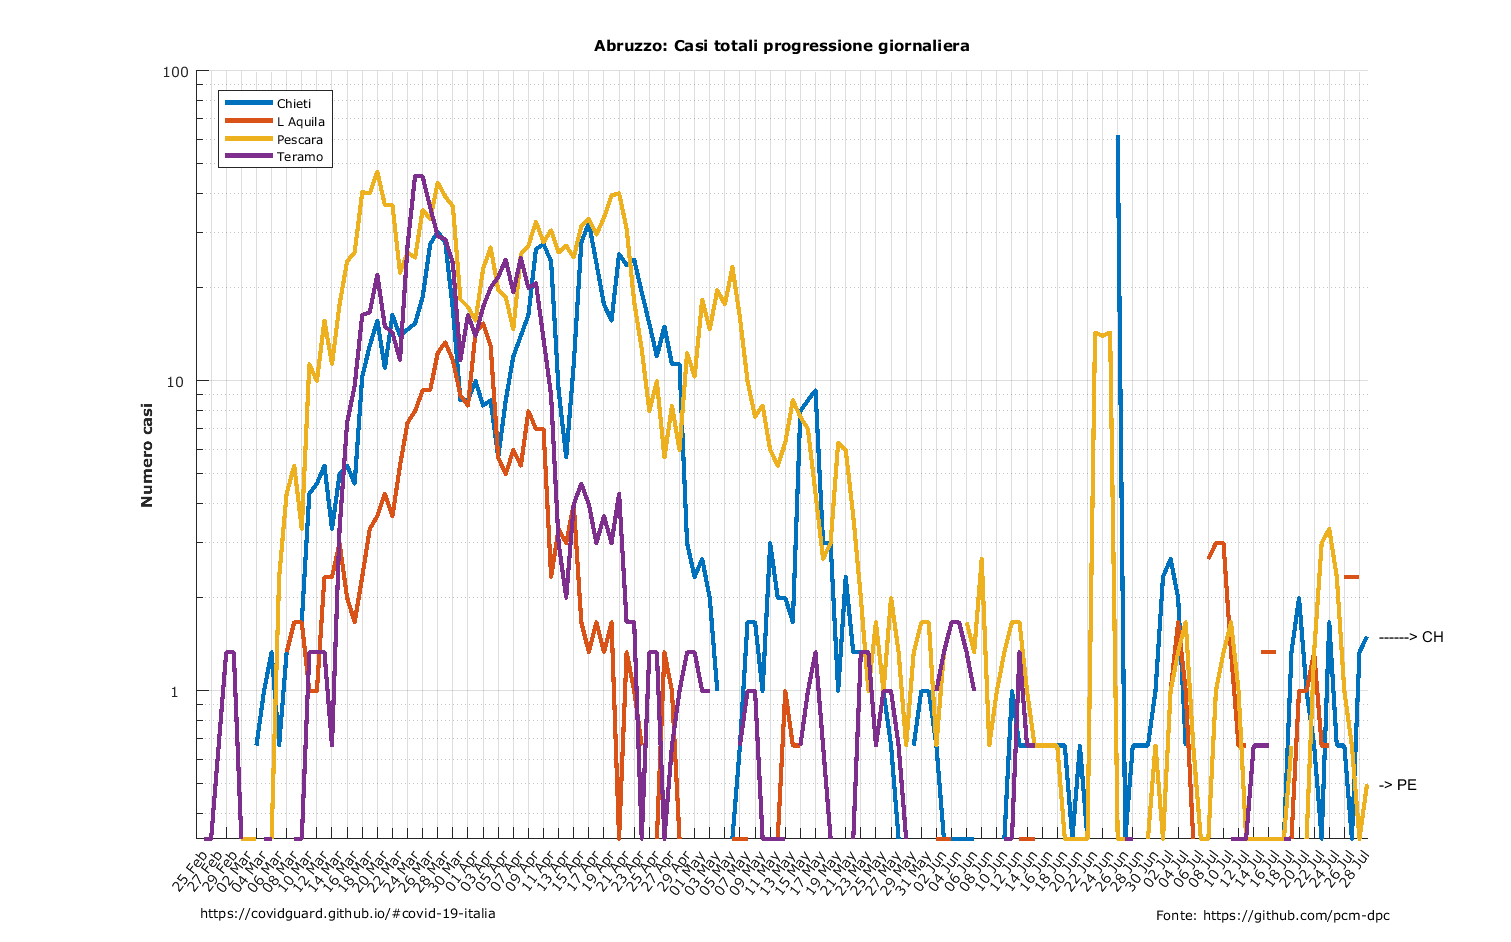 Abruzzo: Casi totali progressione giornaliera
100
10
1
Numero casi
Chieti
L Aquila
Pescara
Teramo
------> CH
-> PE
25 Feb
27 Feb
29 Feb
02 Mar
04 Mar
06 Mar
08 Mar
10 Mar
12 Mar
14 Mar
16 Mar
18 Mar
20 Mar
22 Mar
24 Mar
26 Mar
28 Mar
30 Mar
01 Apr
03 Apr
05 Apr
07 Apr
09 Apr
11 Apr
13 Apr
15 Apr
17 Apr
19 Apr
21 Apr
23 Apr
25 Apr
27 Apr
29 Apr
01 May
03 May
05 May
07 May
09 May
11 May
13 May
15 May
17 May
19 May
21 May
23 May
25 May
27 May
29 May
31 May
02 Jun
04 Jun
06 Jun
08 Jun
10 Jun
12 Jun
14 Jun
16 Jun
18 Jun
20 Jun
22 Jun
24 Jun
26 Jun
28 Jun
30 Jun
02 Jul
04 Jul
06 Jul
08 Jul
10 Jul
12 Jul
14 Jul
16 Jul
18 Jul
20 Jul
22 Jul
24 Jul
26 Jul
28 Jul
https://covidguard.github.io/#covid-19-italia
Fonte: https://github.com/pcm-dpc